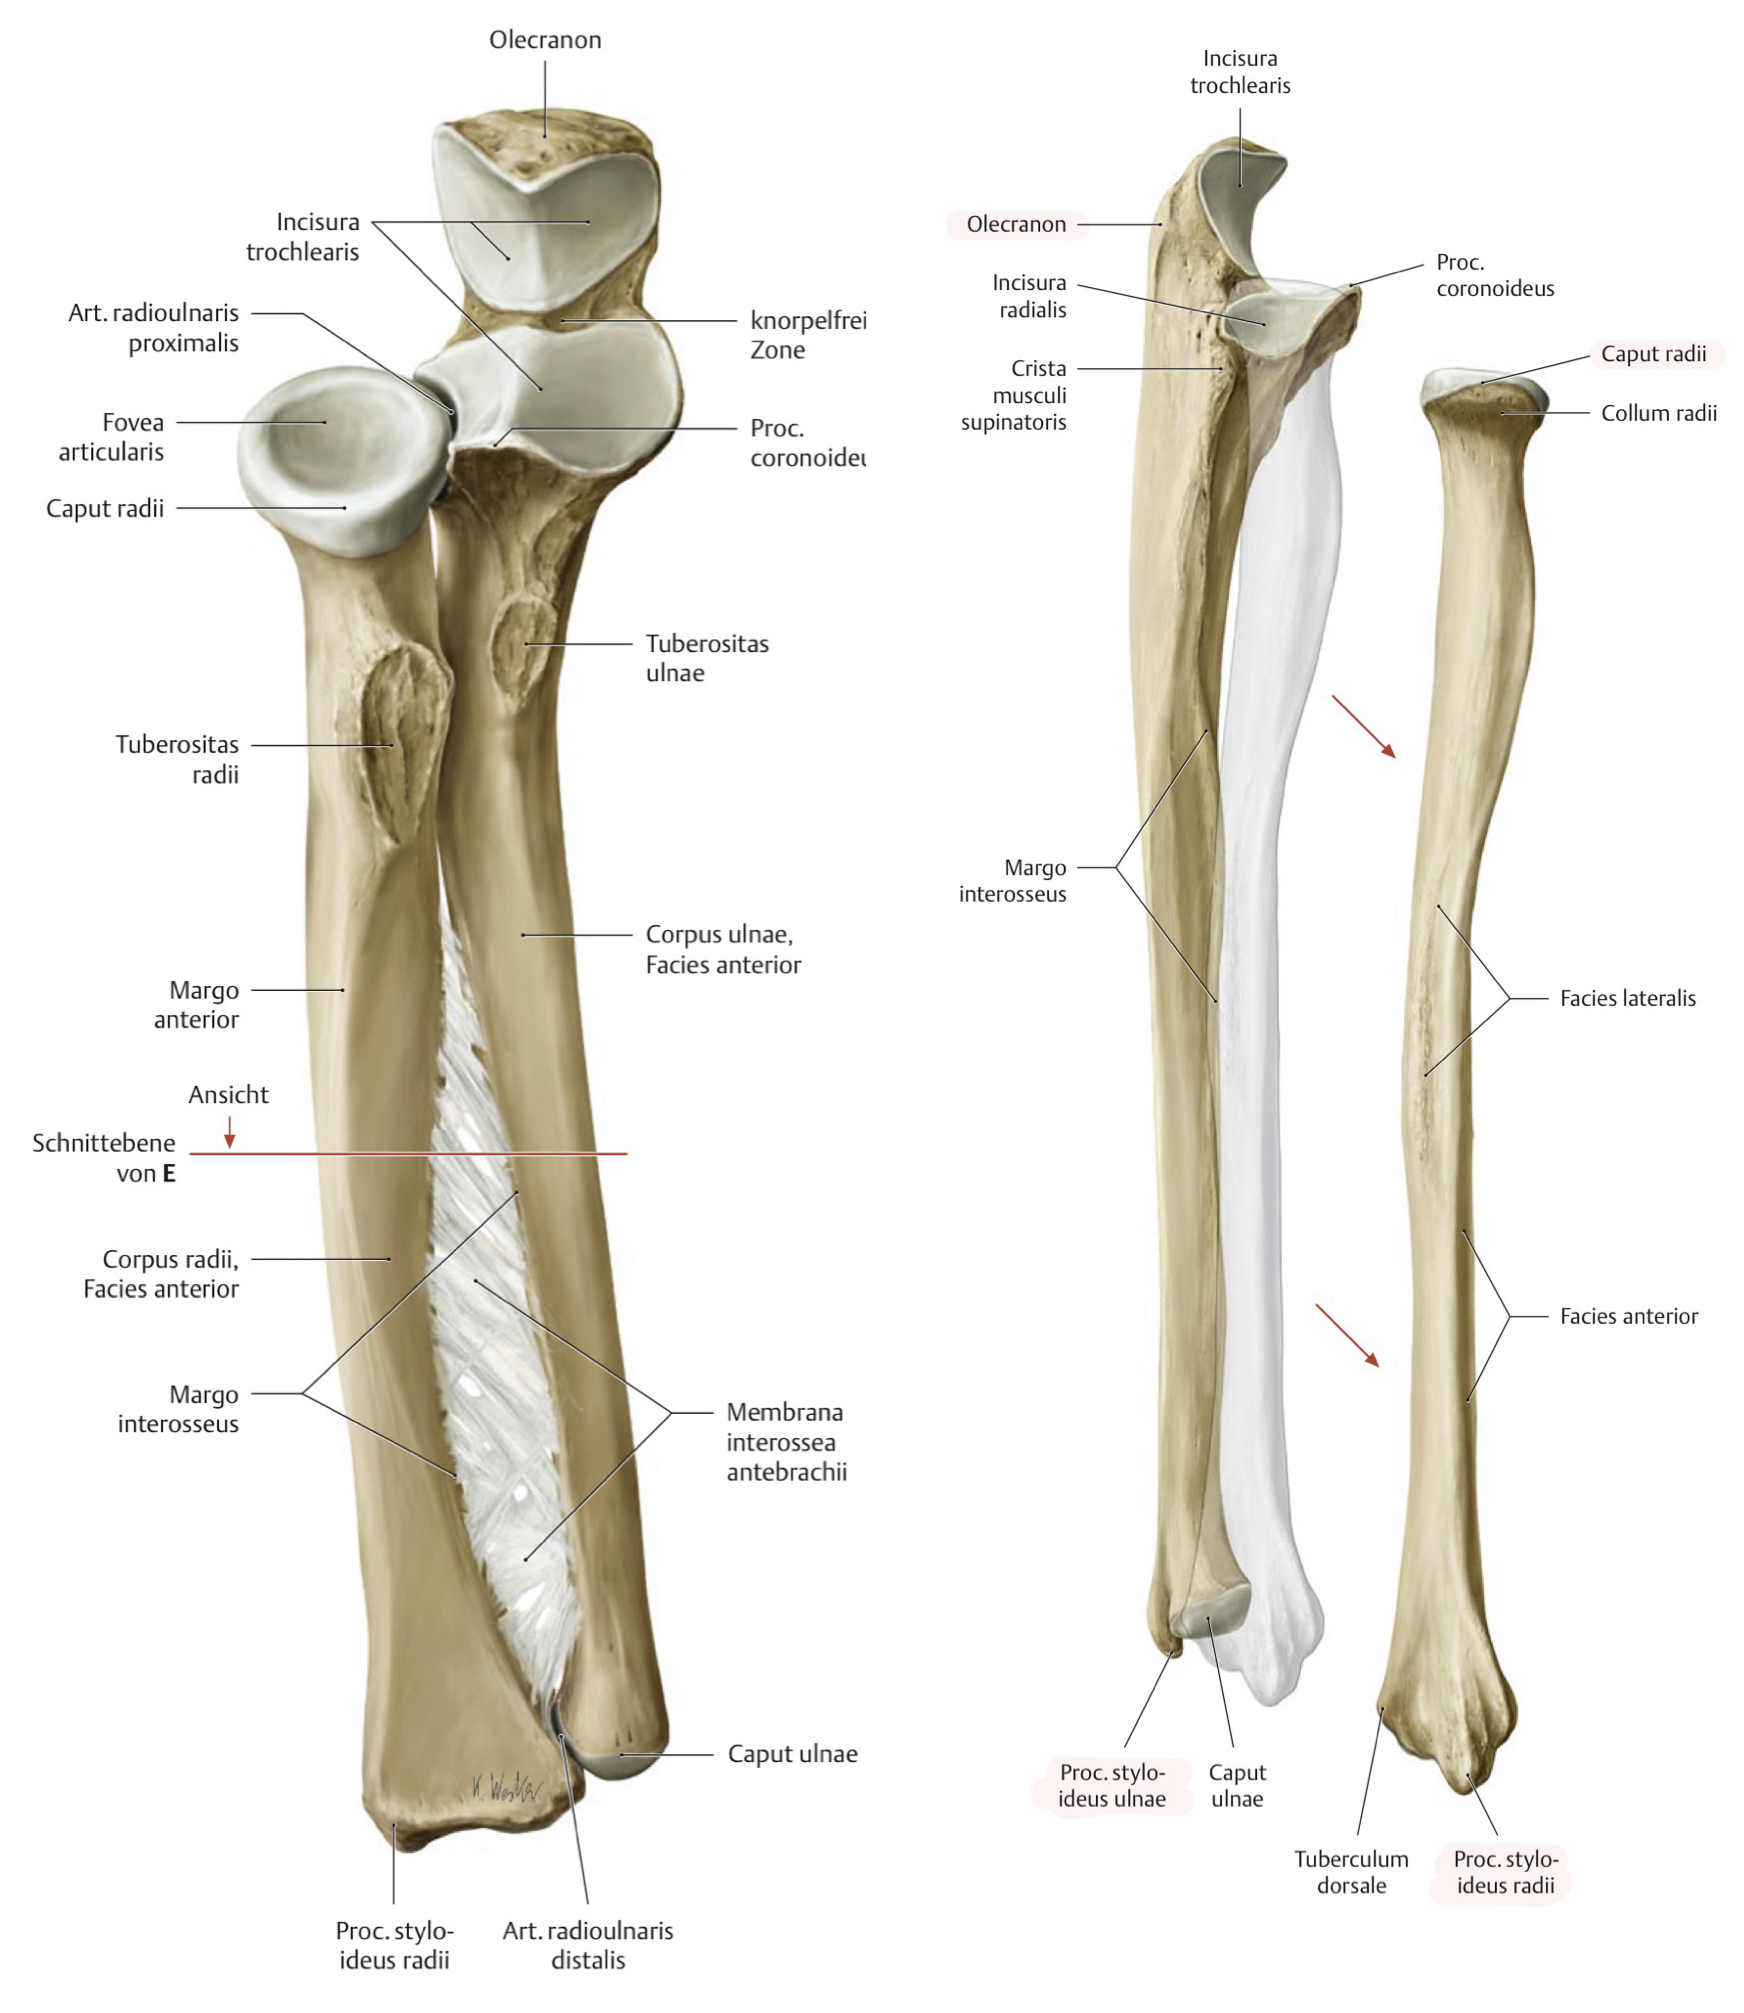 Olecranon
Incisura
trochlearis
Art. radioulnaris
proximalis
Fovea
articularis
Caput radii
knorpelfrei
Zone
Proc.
coronoideu
Tuberositas
ulnae
Tuberositas
radii
Corpus ulnae,
Facies anterior
Margo
anterior
Ansicht
Schnittebene
von E
Corpus radii,
Facies anterior
Margo
interosseus
Membrana
interossea
antebrachii
Caput ulnae
Proc. stylo-
ideus radii
Art. radioulnaris
distalis
Incisura
trochlearis
Olecranon
Incisura
radialis
Proc.
coronoideus
Crista
musculi
supinatoris
Caput radii
Collum radii
Margo
interosseus
Facies lateralis
Facies anterior
Proc. stylo-
ideus ulnae
Caput
ulnae
Tuberculum
dorsale
Proc. stylo-
ideus radii